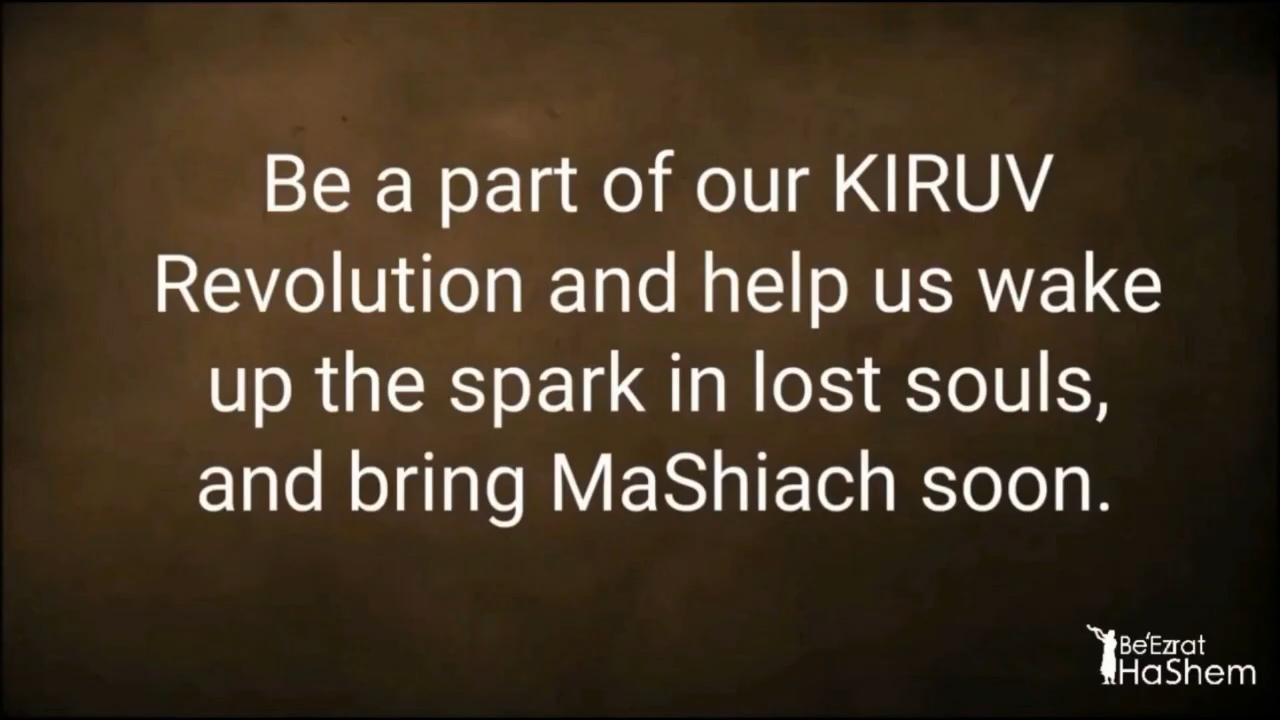 Be a part of our KIRUV
Revolution and help us wake
up the spark in lost souls,
and bring MaShiach soon.
Be'Ezrat
HaShem